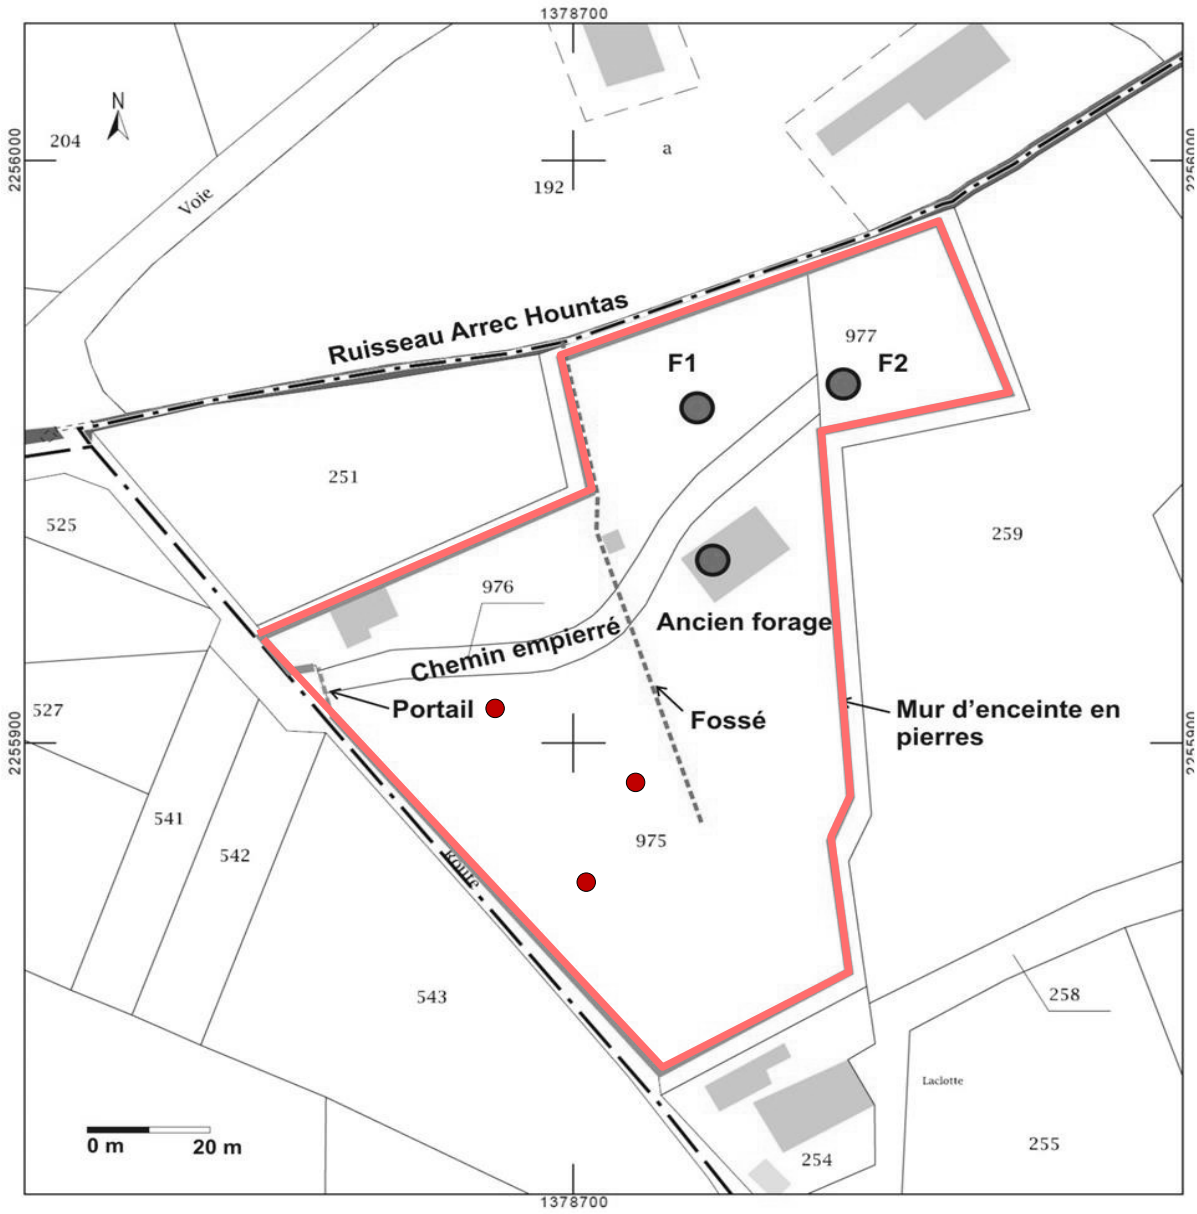 1378700
N
204
2256000
2256000
a
192
Voie
Ruisseau Arrec Hountas
977
F1
F2
251
525
259
976
Ancien forage
Chemin empierré
Portail
Fossé
Mur d’enceinte en
pierres
527
2255900
2255900
541
542
975
Route
543
258
Laclotte
0 m
20 m
255
254
1378700